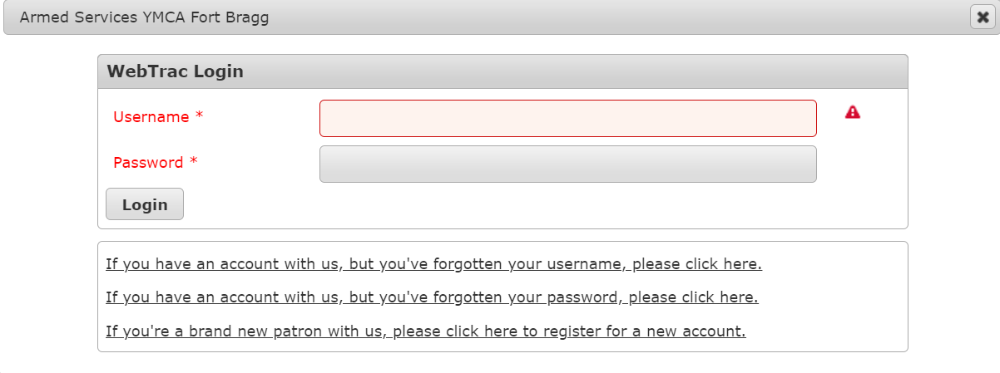 Armed Services YMCA Fort Bragg
WebTrac Login
Username *
Password *
Login
If you have an account with us, but you've forgotten your username, please click here.
If you have an account with us, but you've forgotten your password, please click here.
If you're a brand new patron with us, please click here to register for a new account.